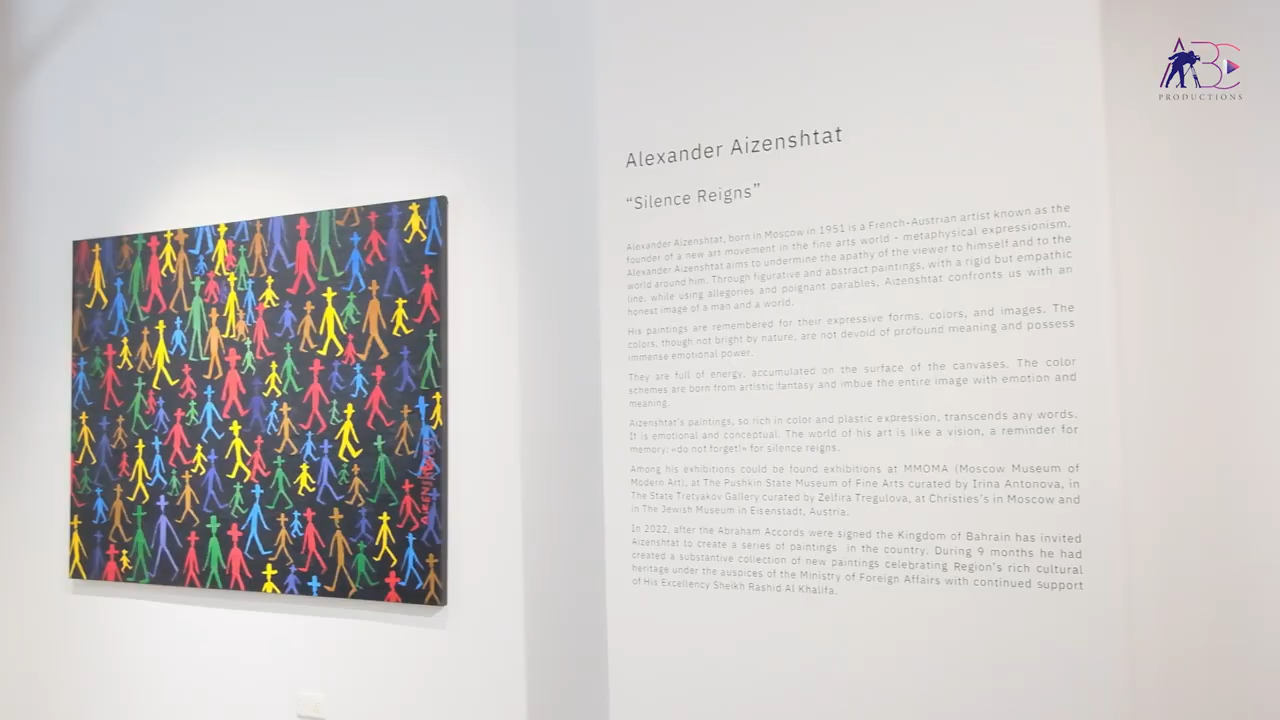 ABC
PRODUCTIONS
Alexander Aizenshtat
“Silence Reigns”
Alexander Aizenshtat, born in Moscow in 1951 is a French-Austrian artist known as the
founder of a new art movement in the fine arts world - metaphysical expressionism,
Alexander Aizenshtat aims to undermine the apathy of the viewer to himself and to the
world around him. Through figurative and abstract paintings, with a rigid but empathic
line, while using allegories and poignant parables, Aizenshtat confronts us with an
honest image of a man and a world.
His paintings are remembered for their expressive forms, colors, and images. The
colors, though not bright by nature, are not devoid of profound meaning and possess
immense emotional power.
They are full of energy, accumulated on the surface of the canvases. The color
schemes are born from artistic fantasy and imbue the entire image with emotion and
meaning.
Aizenshtat's paintings, so rich in color and plastic expression, transcends any words.
It is emotional and conceptual. The world of his art is like a vision, a reminder for
memory: «do not forget!» for silence reigns.
Among his exhibitions could be found exhibitions at MMOMA (Moscow Museum of
Modern Art), at The Pushkin State Museum of Fine Arts curated by Irina Antonova, in
The State Tretyakov Gallery curated by Zelfira Tregulova, at Christies's in Moscow and
in The Jewish Museum in Eisenstadt, Austria.
In 2022, after the Abraham Accords were signed the Kingdom of Bahrain has invited
Aizenshtat to create a series of paintings in the country. During 9 months he had
created a substantive collection of new paintings celebrating Region's rich cultural
heritage under the auspices of the Ministry of Foreign Affairs with continued support
of His Excellency Sheikh Rashid Al Khalifa.